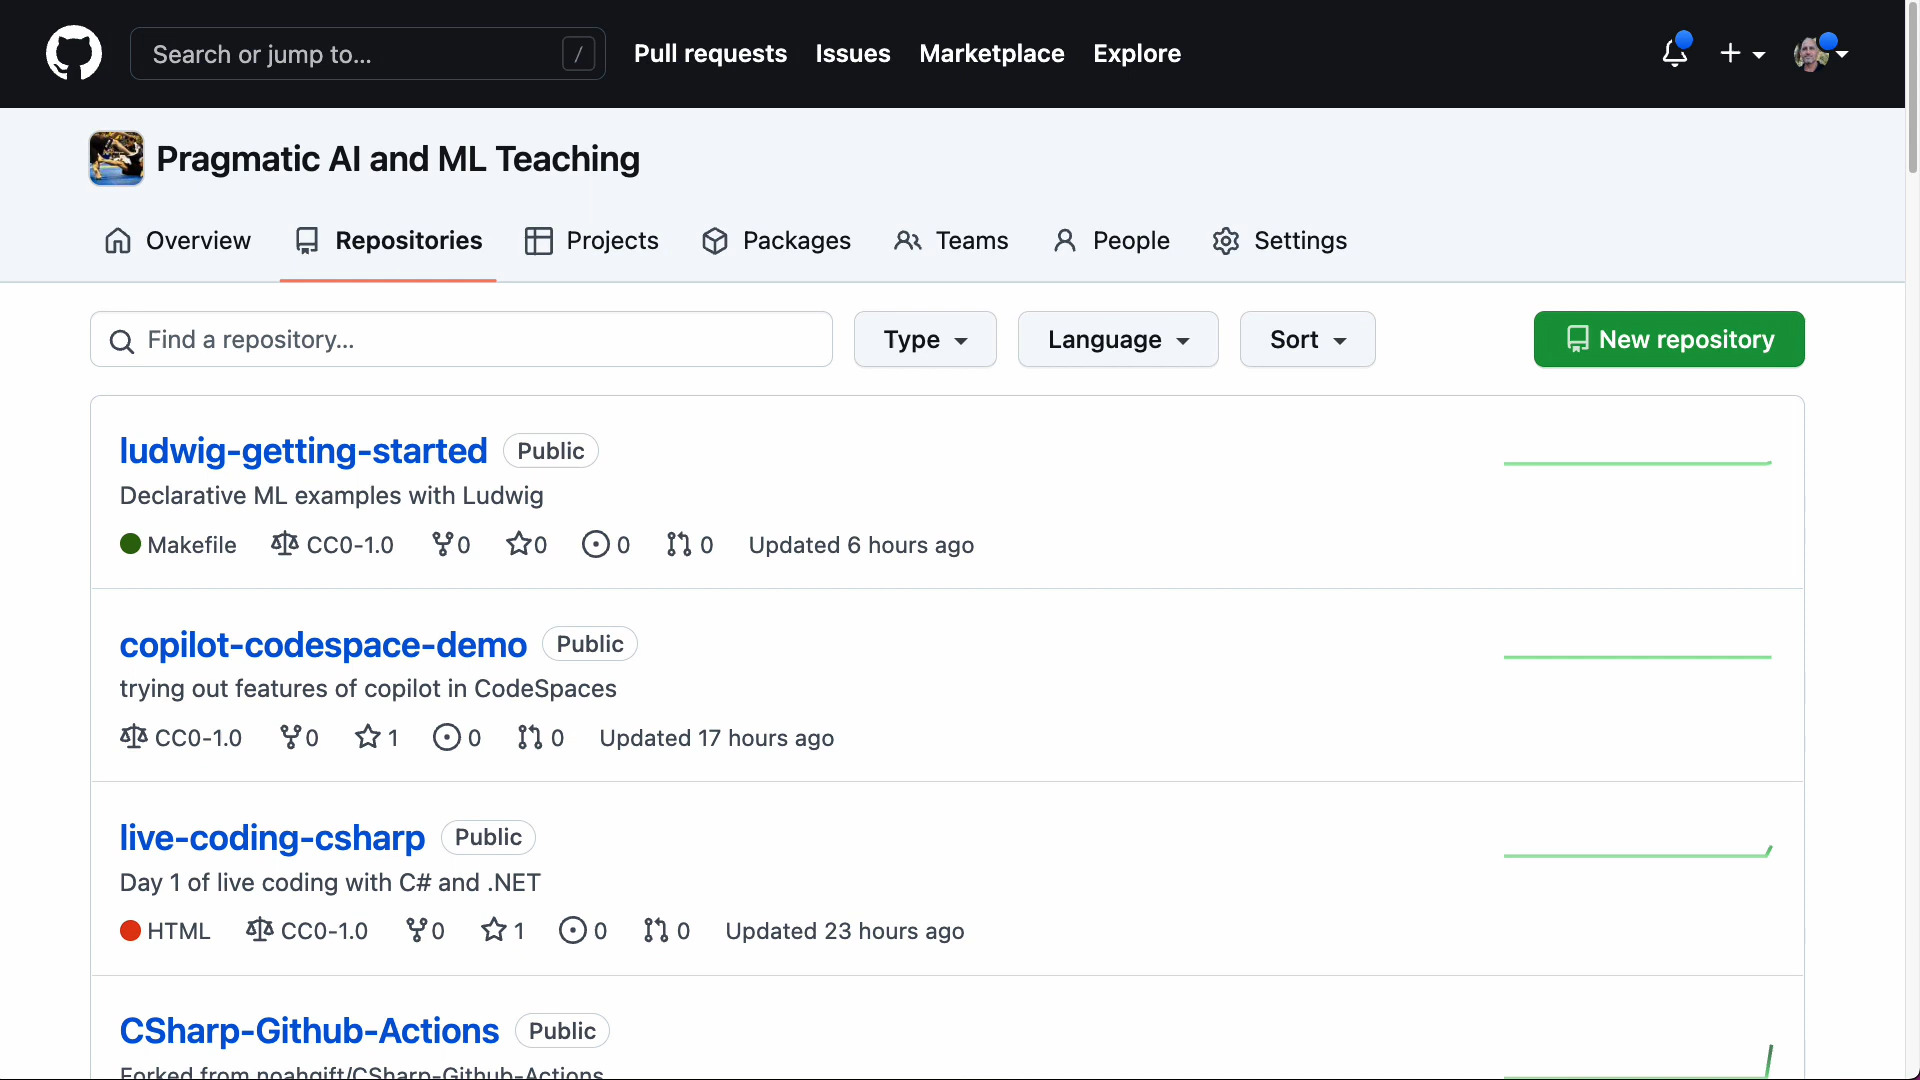 Search or jump to... / Pull requests Issues Marketplace Explore
Pragmatic AI and ML Teaching
Overview Repositories Projects Packages Teams People Settings
Find a repository... Type Language Sort New repository
ludwig-getting-started Public
Declarative ML examples with Ludwig
Makefile CC0-1.0 0 0 0 0 Updated 6 hours ago
copilot-codespace-demo Public
trying out features of copilot in CodeSpaces
CC0-1.0 0 1 0 0 Updated 17 hours ago
live-coding-csharp Public
Day 1 of live coding with C# and .NET
HTML CC0-1.0 0 1 0 0 Updated 23 hours ago
CSharp-Github-Actions Public
Forked from noahgift/CSharp-Github-Actions